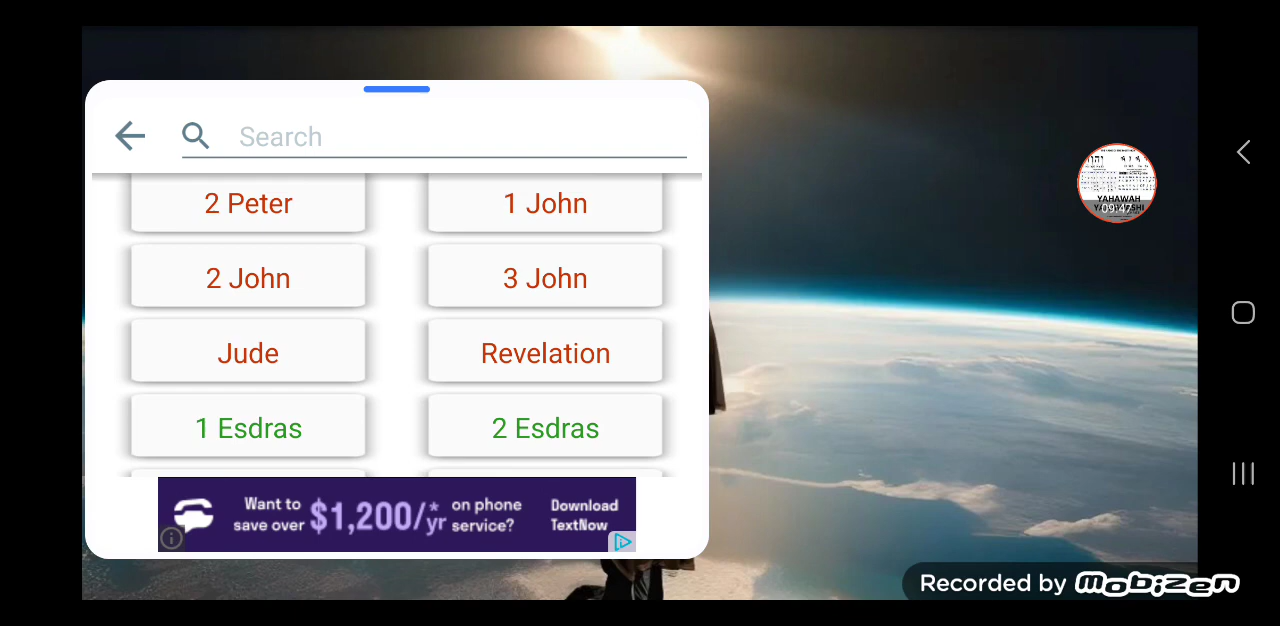 Search
2 Peter
1 John
2 John
3 John
Jude
Revelation
1 Esdras
2 Esdras
Want to save over $1,200/yr* on phone service?
Download TextNow
YAHAWAH
Recorded by Mobizen